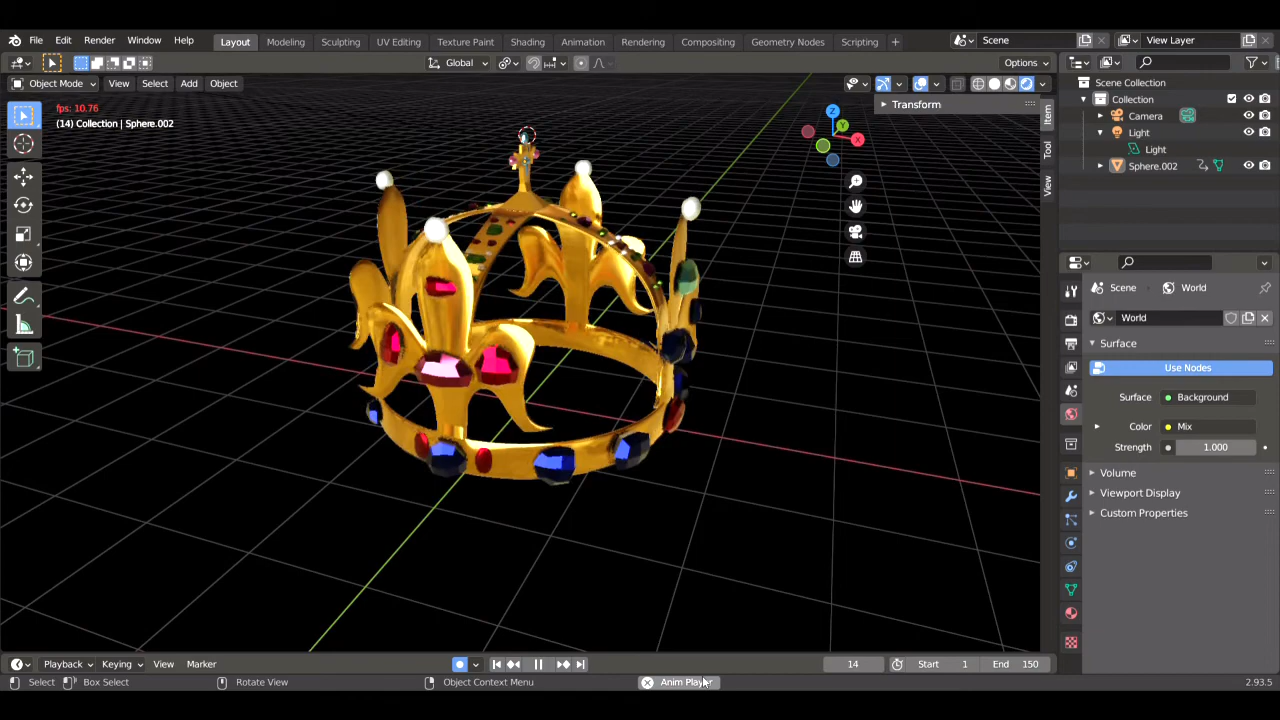 File Edit Render Window Help Layout Modeling Sculpting UV Editing Texture Paint Shading Animation Rendering Compositing Geometry Nodes Scripting + Scene View Layer
Global Options
Object Mode View Select Add Object
fps: 10.76
(14) Collection | Sphere.002
Transform
Item
Tool
View
Z
Y
X
Scene Collection
Collection
Camera
Light
Light
Sphere.002
Scene World
World
Surface
Use Nodes
Surface Background
Color Mix
Strength 1.000
Volume
Viewport Display
Custom Properties
Playback Keying View Marker 14 Start 1 End 150
Select Box Select Rotate View Object Context Menu Anim Player 2.93.5